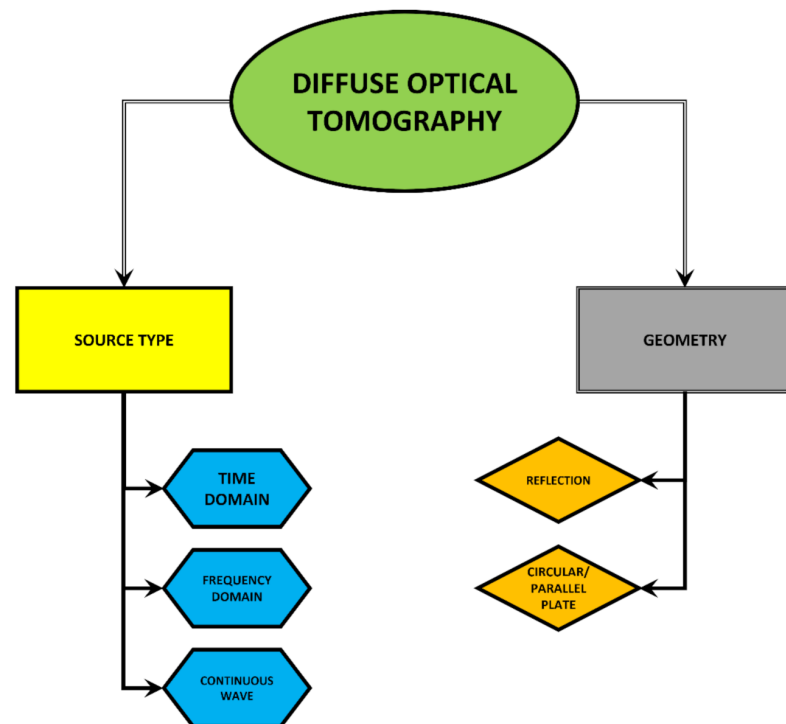 DIFFUSE OPTICAL
TOMOGRAPHY
SOURCE TYPE
GEOMETRY
TIME
DOMAIN
FREQUENCY
DOMAIN
CONTINUOUS
WAVE
REFLECTION
CIRCULAR/
PARALLEL
PLATE